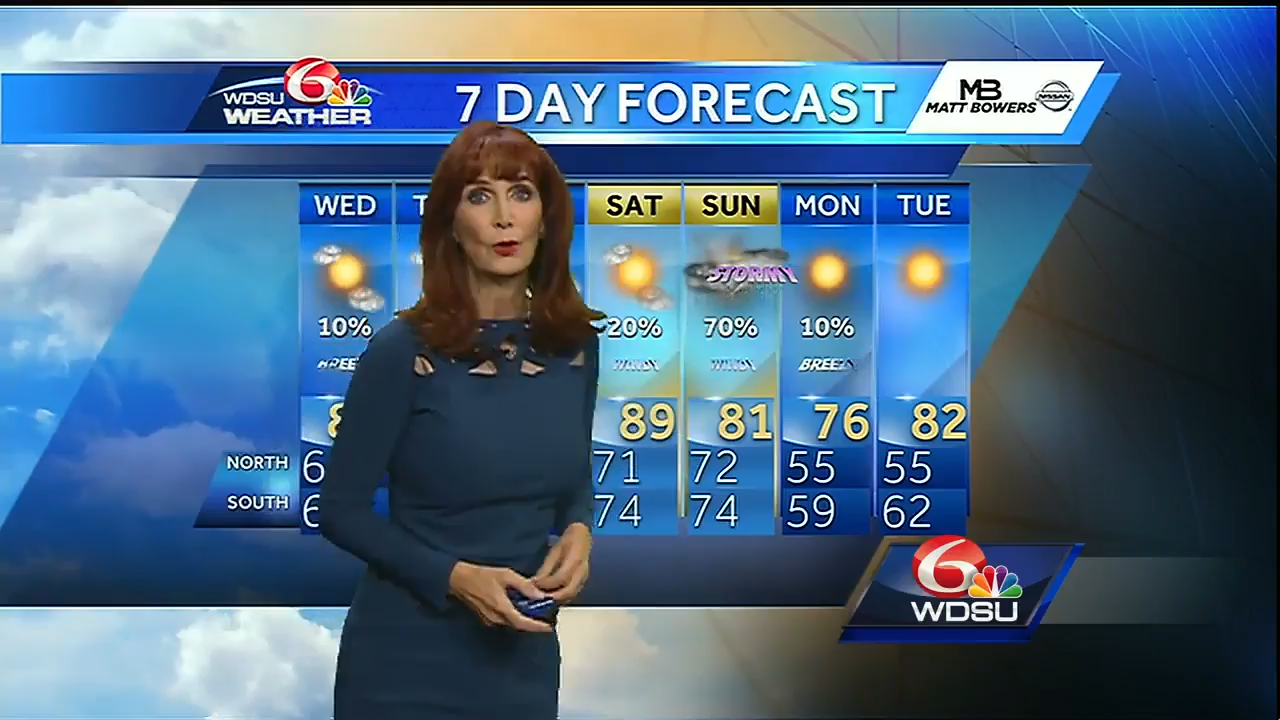 WDSU 6
WEATHER
7 DAY FORECAST
MB
MATT BOWERS
NISSAN
WED T SAT SUN MON TUE
STORMY
10% 20% 70% 10%
WINDY WINDY BREEZY
89 81 76 82
NORTH 6 71 72 55 55
SOUTH 6 74 74 59 62
6
WDSU